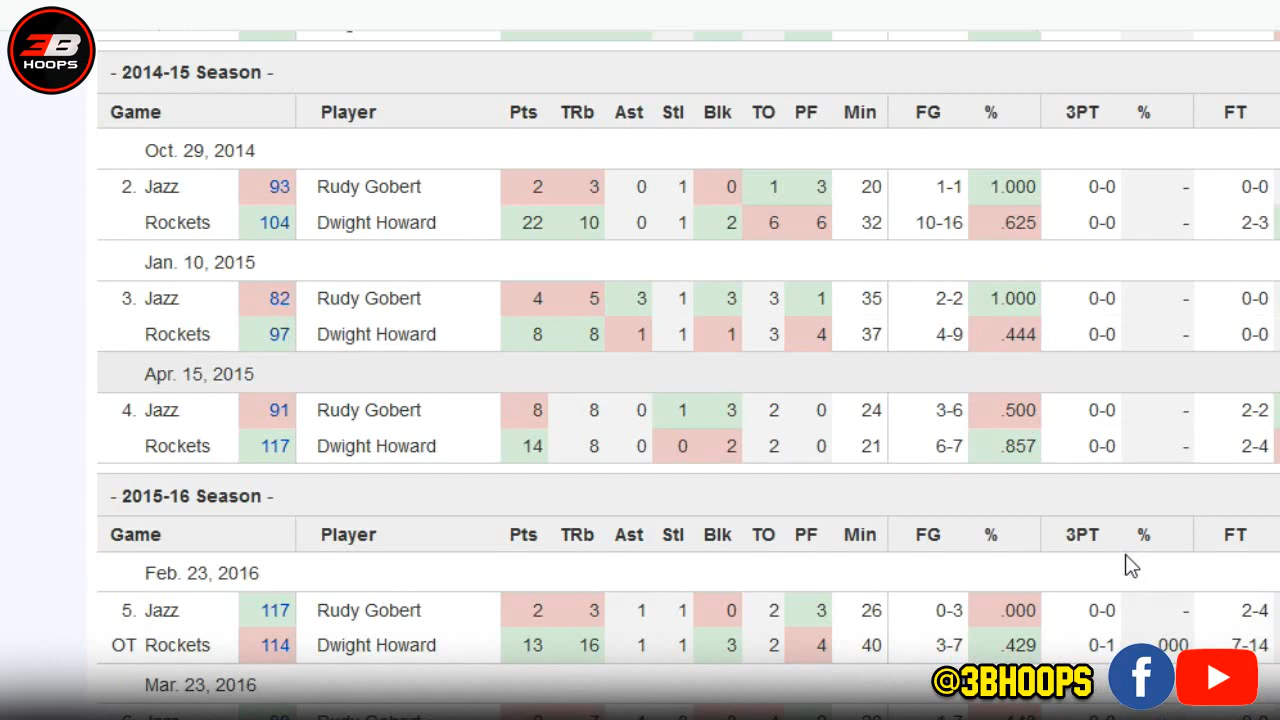 3B
HOOPS
- 2014-15 Season -
Game Player Pts TRb Ast Stl Blk TO PF Min FG % 3PT % FT
Oct. 29, 2014
2. Jazz 93 Rudy Gobert 2 3 0 1 0 1 3 20 1-1 1.000 0-0 - 0-0
Rockets 104 Dwight Howard 22 10 0 1 2 6 6 32 10-16 .625 0-0 - 2-3
Jan. 10, 2015
3. Jazz 82 Rudy Gobert 4 5 3 1 3 3 1 35 2-2 1.000 0-0 - 0-0
Rockets 97 Dwight Howard 8 8 1 1 1 3 4 37 4-9 .444 0-0 - 0-0
Apr. 15, 2015
4. Jazz 91 Rudy Gobert 8 8 0 1 3 2 0 24 3-6 .500 0-0 - 2-2
Rockets 117 Dwight Howard 14 8 0 0 2 2 0 21 6-7 .857 0-0 - 2-4
- 2015-16 Season -
Game Player Pts TRb Ast Stl Blk TO PF Min FG % 3PT % FT
Feb. 23, 2016
5. Jazz 117 Rudy Gobert 2 3 1 1 0 2 3 26 0-3 .000 0-0 - 2-4
OT Rockets 114 Dwight Howard 13 16 1 1 3 2 4 40 3-7 .429 0-1 .000 7-14
Mar. 23, 2016
@3BHOOPS